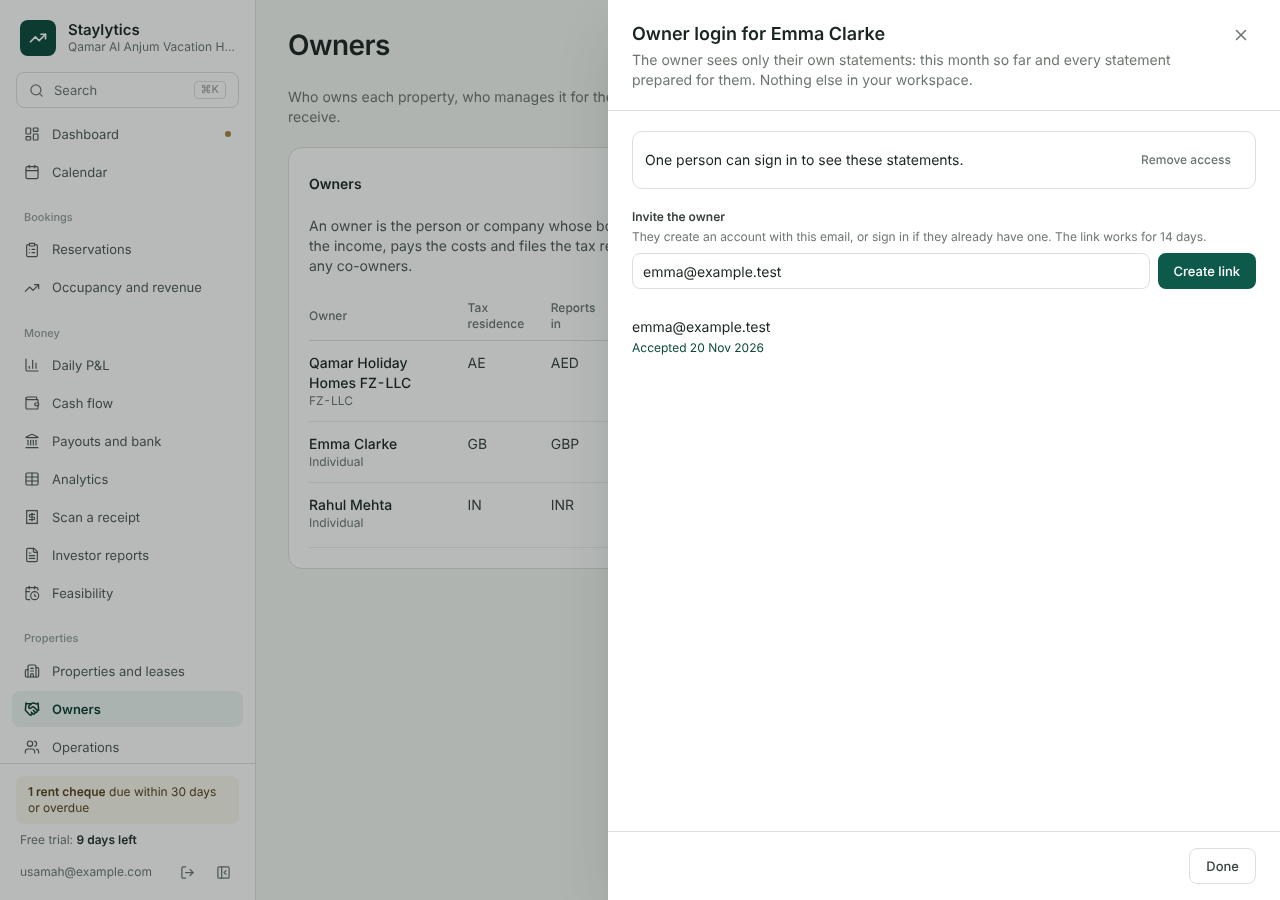 Staylytics
Qamar Al Anjum Vacation H...
Search
⌘K
Dashboard
Calendar
Bookings
Reservations
Occupancy and revenue
Money
Daily P&L
Cash flow
Payouts and bank
Analytics
Scan a receipt
Investor reports
Feasibility
Properties
Properties and leases
Owners
Operations
1 rent cheque due within 30 days
or overdue
Free trial: 9 days left
usamah@example.com
Owners
Who owns each property, who manages it for the
receive.
Owners
An owner is the person or company whose
the income, pays the costs and files the tax
any co-owners.
Owner
Tax
residence
Reports
in
Qamar Holiday
Homes FZ-LLC
FZ-LLC
AE
AED
Emma Clarke
Individual
GB
GBP
Rahul Mehta
Individual
IN
INR
Owner login for Emma Clarke
The owner sees only their own statements: this month so far and every statement
prepared for them. Nothing else in your workspace.
One person can sign in to see these statements.
Remove access
Invite the owner
They create an account with this email, or sign in if they already have one. The link works for 14 days.
emma@example.test
Create link
emma@example.test
Accepted 20 Nov 2026
Done